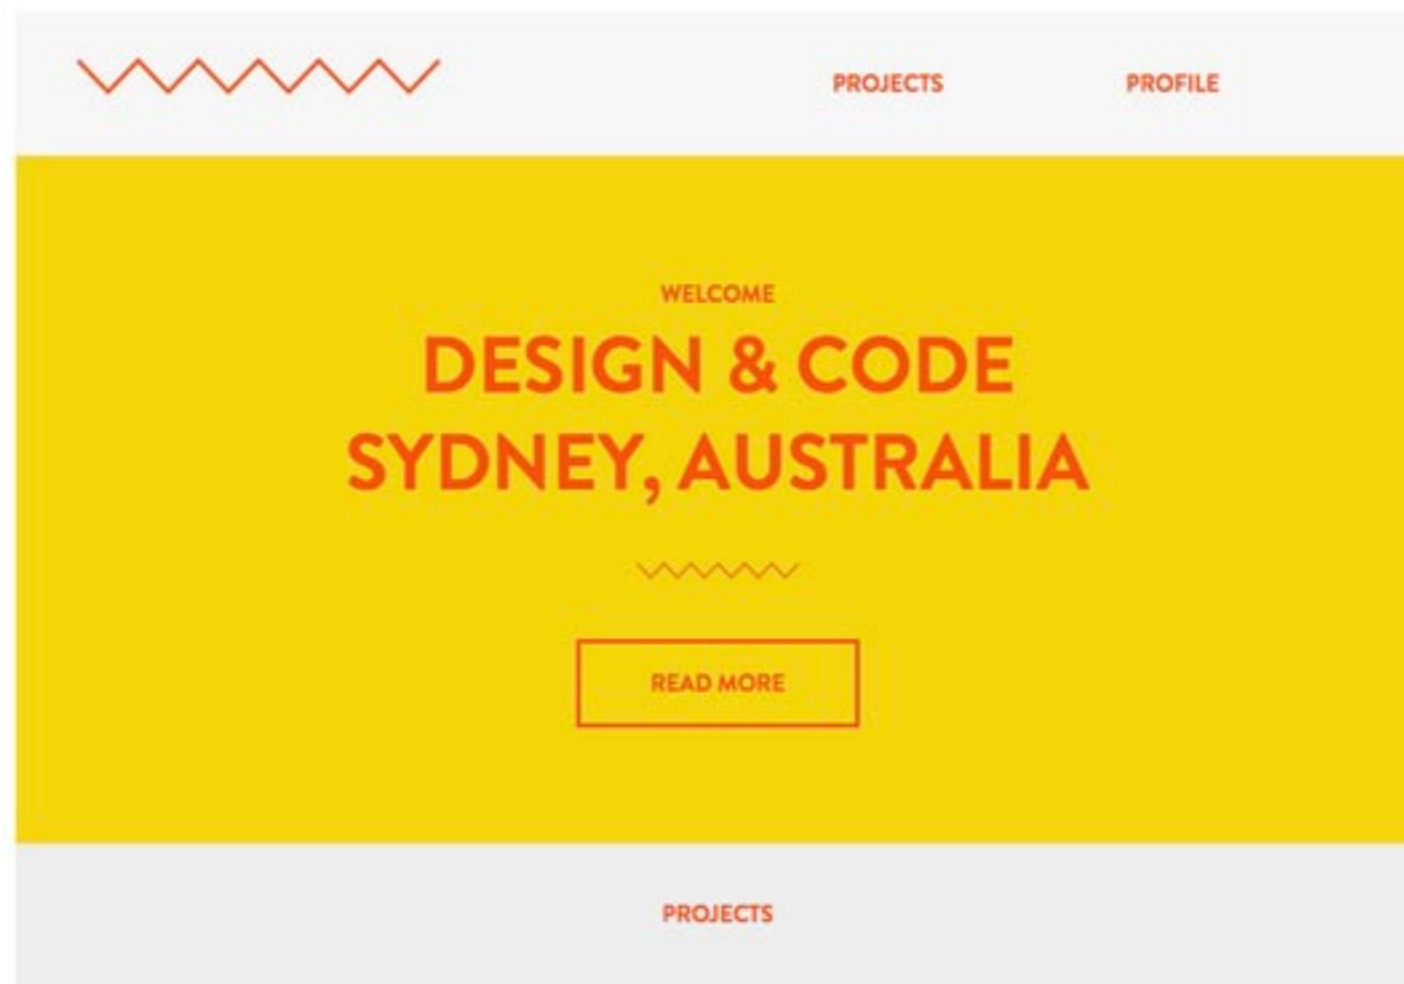 PROJECTS PROFILE
WELCOME
DESIGN & CODE
SYDNEY, AUSTRALIA
READ MORE
PROJECTS